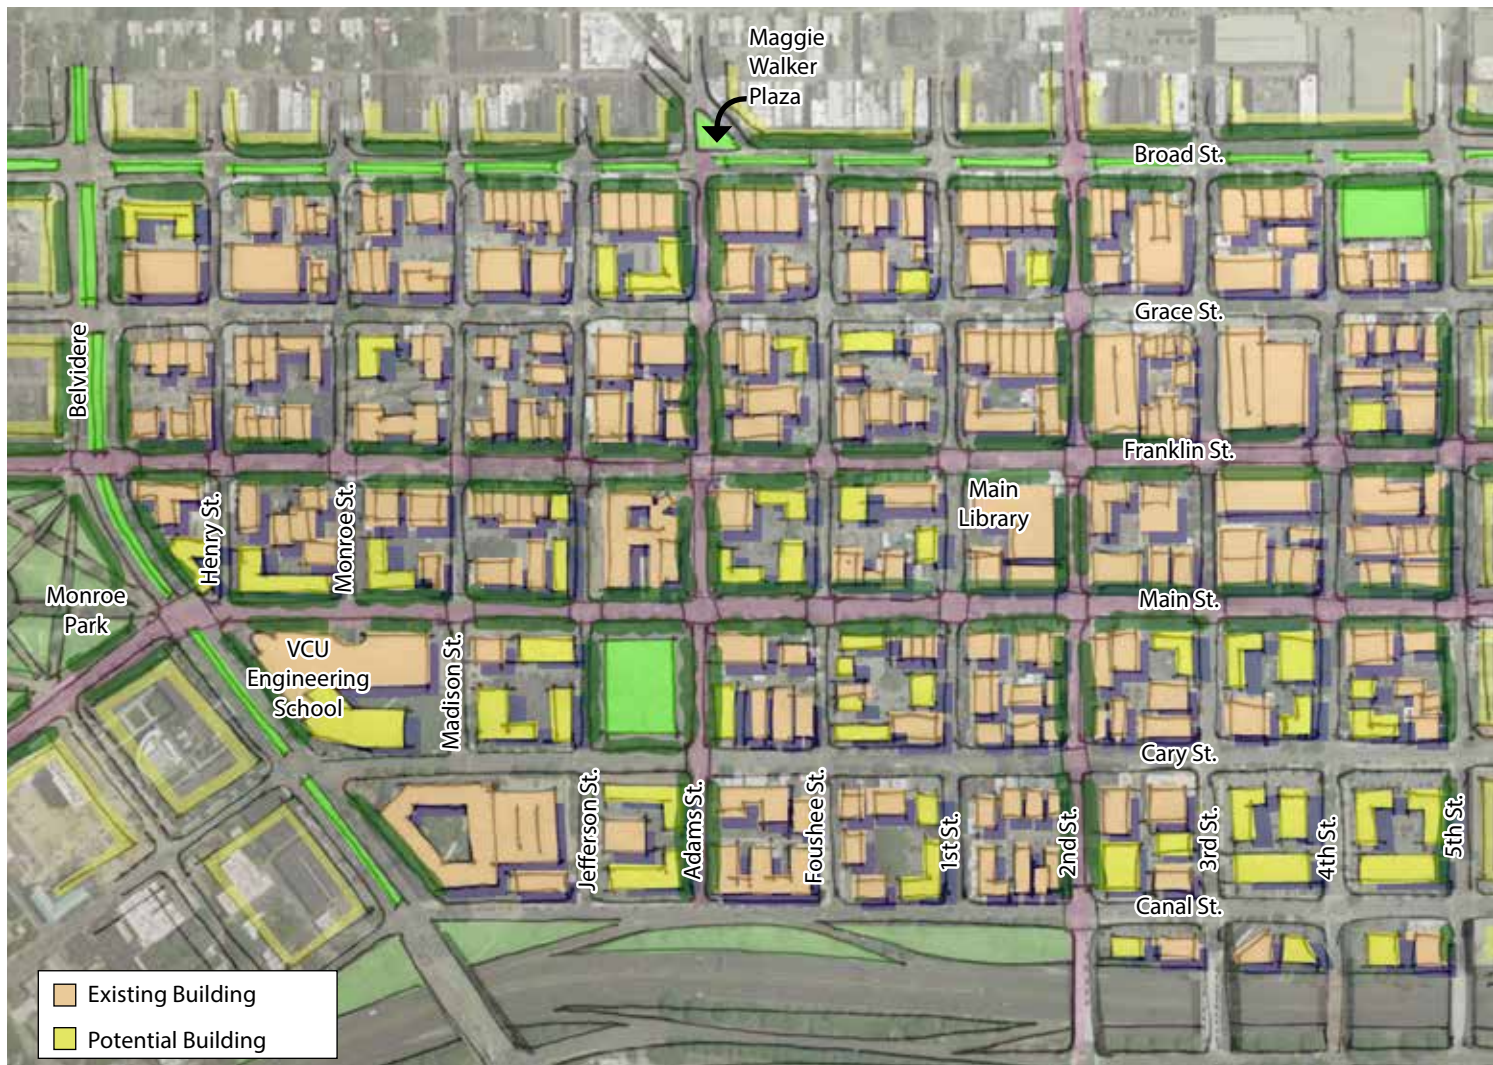 Maggie
Walker
Plaza
Broad St.
Grace St.
Belvidere
Franklin St.
Main
Library
Henry St.
Monroe St.
Monroe
Park
Main St.
VCU
Engineering
School
Madison St.
Cary St.
Jefferson St.
Adams St.
Foushee St.
1st St.
2nd St.
3rd St.
4th St.
5th St.
Canal St.
Existing Building
Potential Building